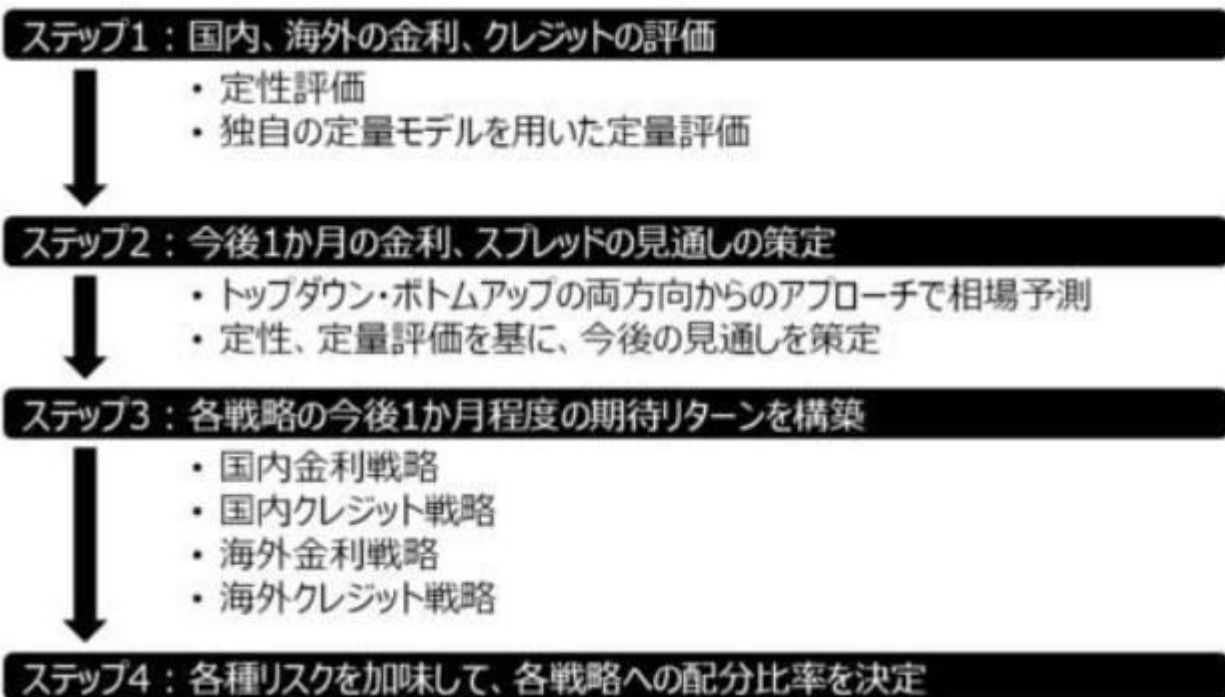 ステップ1：国内、海外の金利、クレジットの評価
・定性評価
・独自の定量モデルを用いた定量評価
ステップ2：今後1か月の金利、スプレッドの見通しの策定
・トップダウン・ボトムアップの両方向からのアプローチで相場予測
・定性、定量評価を基に、今後の見通しを策定
ステップ3：各戦略の今後1か月程度の期待リターンを構築
・国内金利戦略
・国内クレジット戦略
・海外金利戦略
・海外クレジット戦略
ステップ4：各種リスクを加味して、各戦略への配分比率を決定